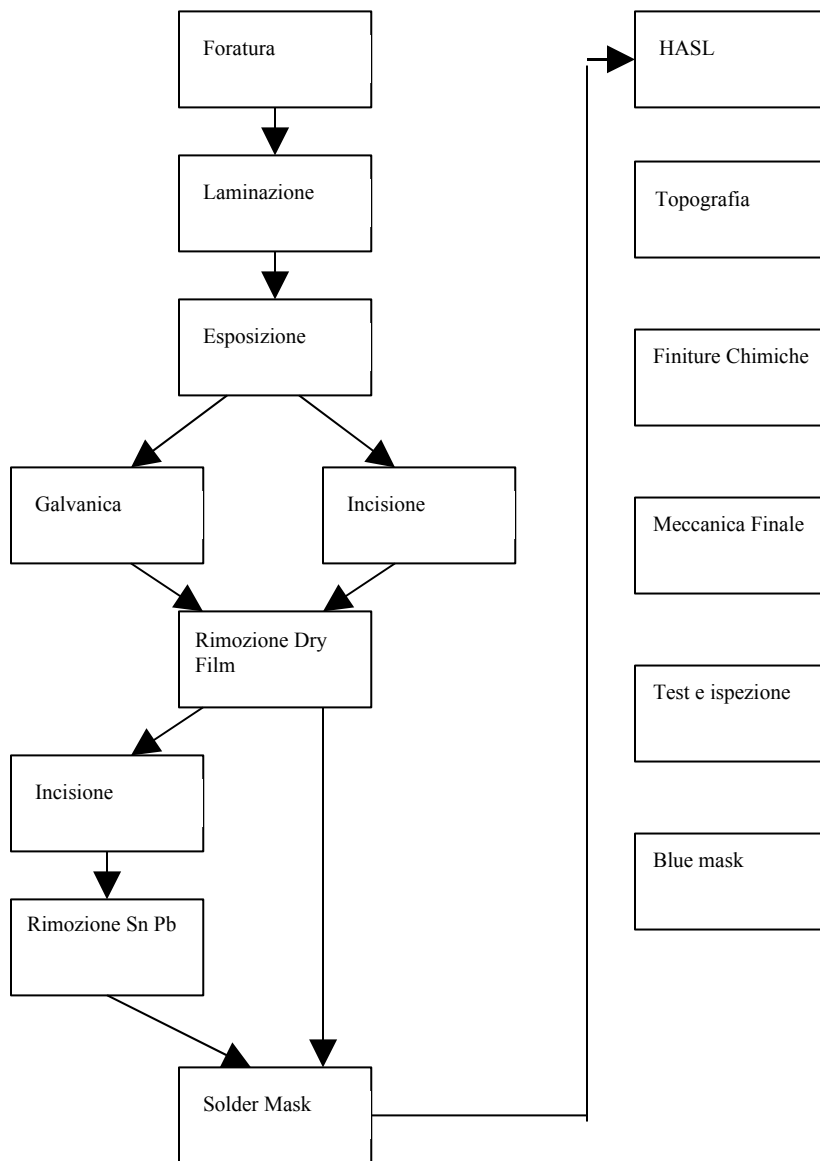 Foratura
Laminazione
Esposizione
Galvanica
Incisione
Rimozione Dry
Film
Incisione
Rimozione Sn Pb
Solder Mask
HASL
Topografia
Finiture Chimiche
Meccanica Finale
Test e ispezione
Blue mask